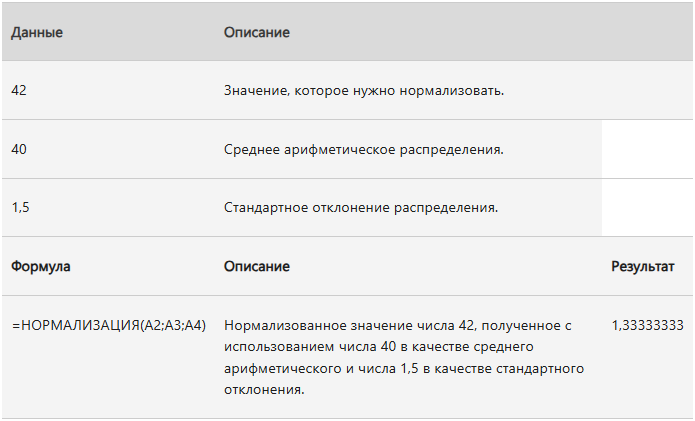 Данные Описание
42 Значение, которое нужно нормализовать.
40 Среднее арифметическое распределения.
1,5 Стандартное отклонение распределения.
Формула Описание Результат
=НОРМАЛИЗАЦИЯ(A2;A3;A4) Нормализованное значение числа 42, полученное с 1,33333333
использованием числа 40 в качестве среднего
арифметического и числа 1,5 в качестве стандартного
отклонения.